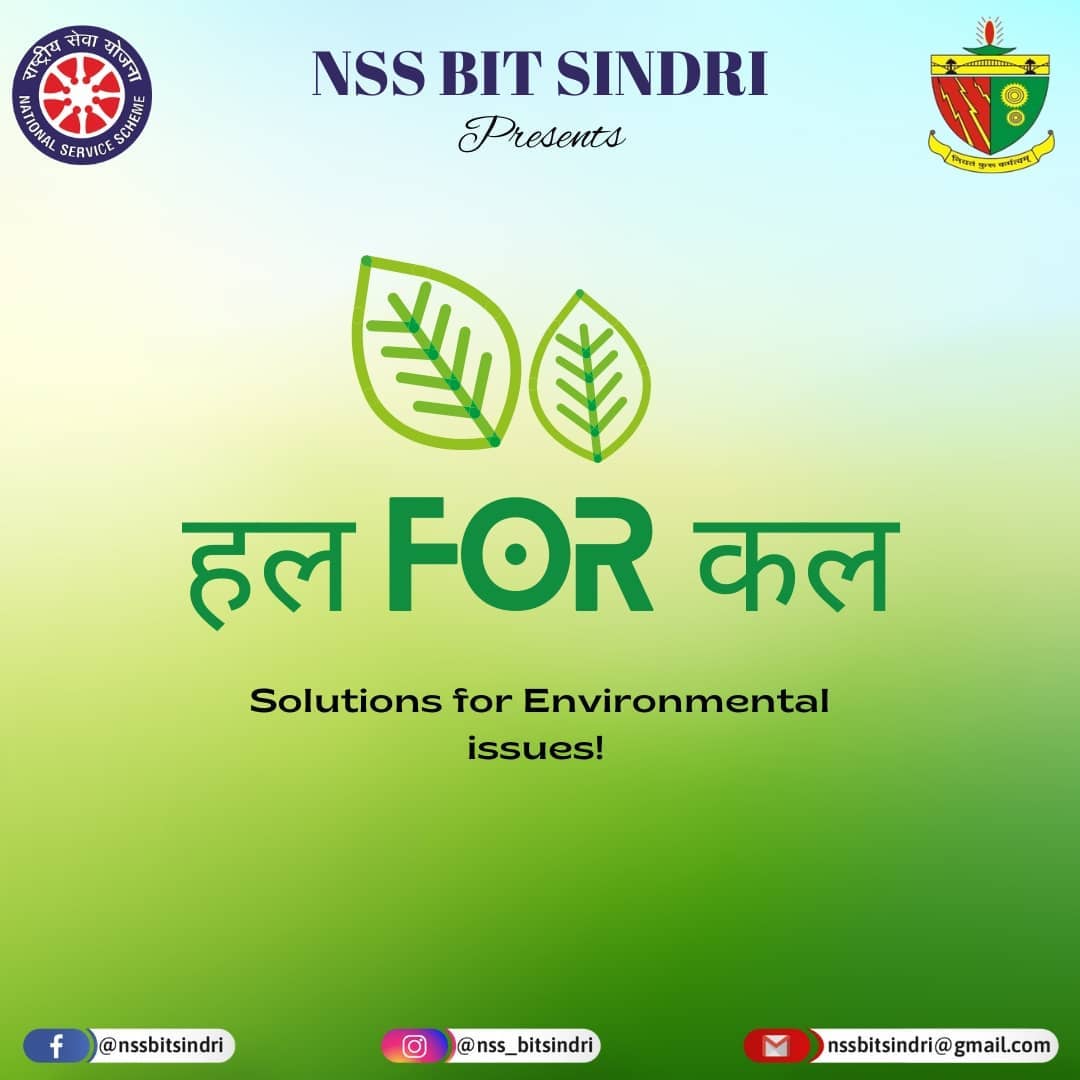 राष्ट्रीय सेवा योजना
NATIONAL SERVICE SCHEME
NSS BIT SINDRI
Presents
नियतं कुरु कर्मत्वम्
हल FOR कल
Solutions for Environmental
issues!
@nssbitsindri
@nss_bitsindri
nssbitsindri@gmail.com